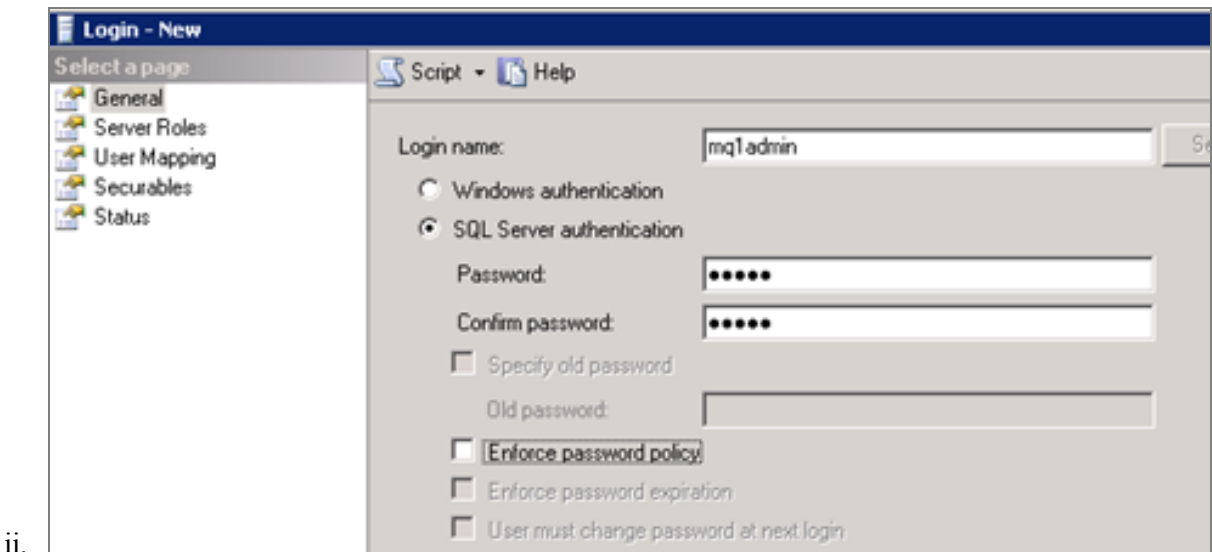 Login - New
Select a page
General
Server Roles
User Mapping
Securables
Status
Script Help
Login name: mq1admin
Windows authentication
SQL Server authentication
Password: •••••
Confirm password: •••••
Specify old password
Old password:
Enforce password policy
Enforce password expiration
User must change password at next login
ii.